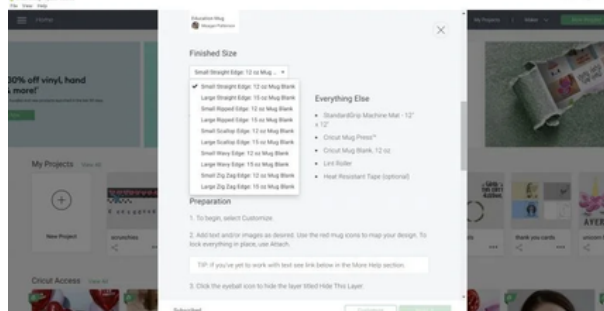 File View Help
Home
My Projects
Maker
Education Mug
Finished Size
Small Straight Edge: 12 oz Mug ...
Small Straight Edge: 12 oz Mug Blank
Large Straight Edge: 15 oz Mug Blank
Small Ripped Edge: 12 oz Mug Blank
Large Ripped Edge: 15 oz Mug Blank
Small Scallop Edge: 12 oz Mug Blank
Large Scallop Edge: 15 oz Mug Blank
Small Wavy Edge: 12 oz Mug Blank
Large Wavy Edge: 15 oz Mug Blank
Small Zig Zag Edge: 12 oz Mug Blank
Large Zig Zag Edge: 15 oz Mug Blank
Everything Else
StandardGrip Machine Mat - 12"
x 12"
Cricut Mug Press™
Cricut Mug Blank, 12 oz
Lint Roller
Heat Resistant Tape (optional)
30% off vinyl, hand
& more!
My Projects View All
New Project
scrunchies
thank you cards
Preparation
1. To begin, select Customize.
2. Add text and/or images as desired. Use the red mug icons to map your design. To
lock everything in place, use Attach.
TIP: If you've yet to work with text see link below in the More Help section.
3. Click the eyeball icon to hide the layer titled Hide This Layer.
Cricut Access View All
Subscribed